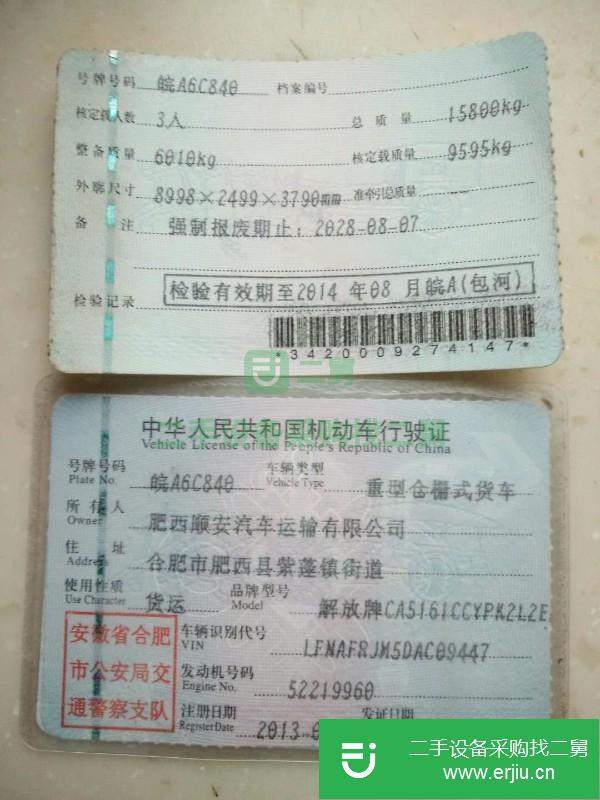 号牌号码 皖A6C840 档案编号
核定载人数 3人 总质量 15800kg
整备质量 6010kg 核定载质量 9595kg
外廓尺寸 8998×2499×3790mm 准牵引总质量
备注 强制报废期止：2028-08-07
检验记录 检验有效期至2014 年08 月皖A(包河)
*3420009274147*
二舅
中华人民共和国机动车行驶证
Vehicle License of the People's Republic of China
号牌号码 皖A6C840 车辆类型 重型仓栅式货车
Plate No. Vehicle Type
所有人 肥西顺安汽车运输有限公司
Owner
住址 合肥市肥西县紫蓬镇街道
Address
使用性质 货运 品牌型号 解放牌CA5161CCYPK2L2E
Use Character Model
安徽省合肥
市公安局交
通警察支队
车辆识别代号 LFNAFRJM5DAC09447
VIN
发动机号码 52219960
Engine No.
注册日期 2013 发证日期
RegisterDate
二手设备采购找二舅
www.erjiu.cn